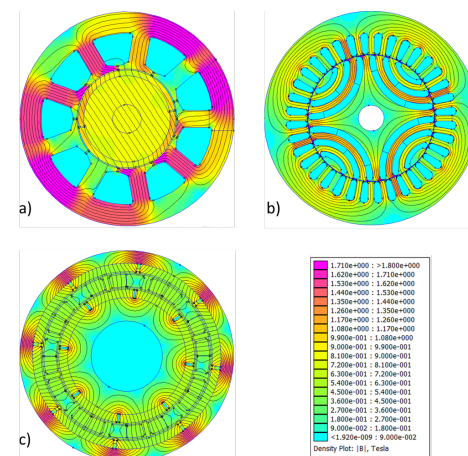 a)
b)
c)
1.710e+000 : >1.800e+000
1.620e+000 : 1.710e+000
1.530e+000 : 1.620e+000
1.440e+000 : 1.530e+000
1.350e+000 : 1.440e+000
1.260e+000 : 1.350e+000
1.170e+000 : 1.260e+000
1.080e+000 : 1.170e+000
9.900e-001 : 1.080e+000
9.000e-001 : 9.900e-001
8.100e-001 : 9.000e-001
7.200e-001 : 8.100e-001
6.300e-001 : 7.200e-001
5.400e-001 : 6.300e-001
4.500e-001 : 5.400e-001
3.600e-001 : 4.500e-001
2.700e-001 : 3.600e-001
1.800e-001 : 2.700e-001
9.000e-002 : 1.800e-001
<1.920e-009 : 9.000e-002
Density Plot: |B|, Tesla